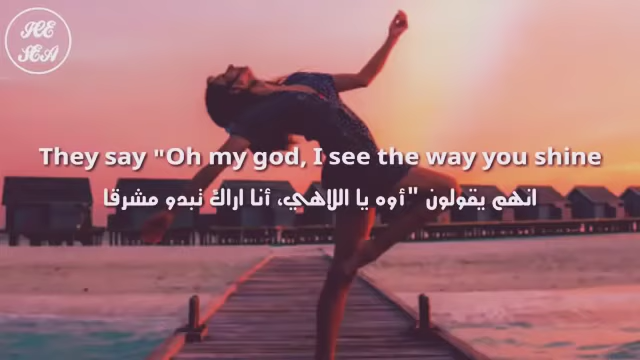 ICE
SEA
They say "Oh my god, I see the way you shine
انهم يقولون "أوه يا اللاهي، أنا اراك تبدو مشرقا